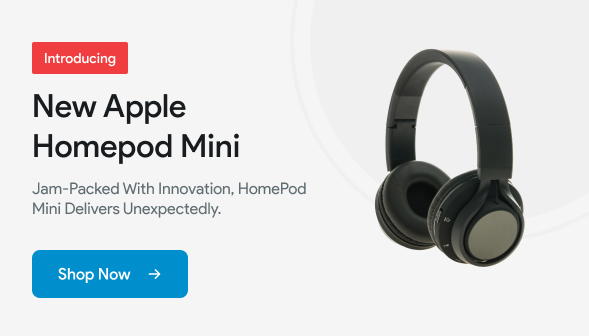 Introducing
New Apple
Homepod Mini
Jam-Packed With Innovation, HomePod
Mini Delivers Unexpectedly.
Shop Now →